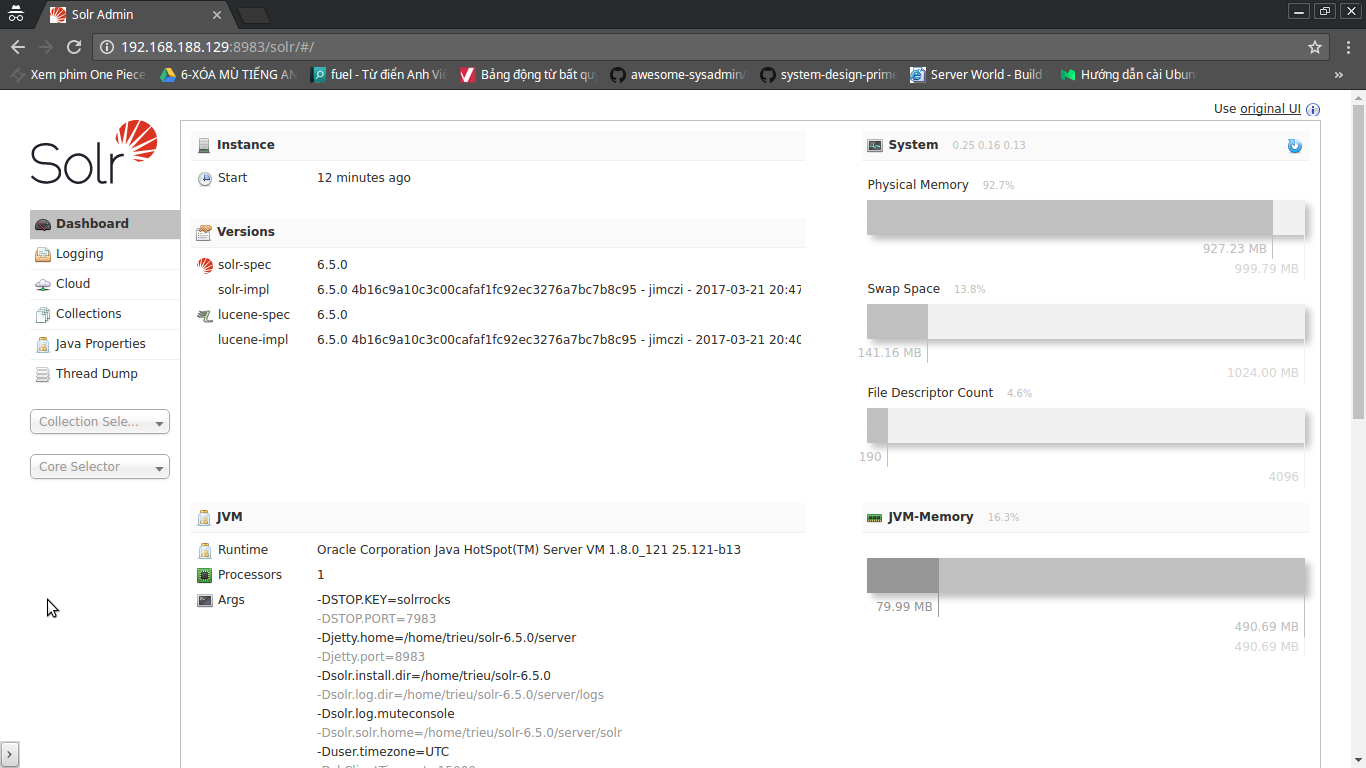 Solr Admin
192.168.188.129:8983/solr/#/
Xem phim One Piece
6-XÓA MÙ TIẾNG AN
fuel - Từ điển Anh Việ
Bảng động từ bất quy
awesome-sysadmin/
system-design-prime
Server World - Build
Hướng dẫn cài Ubun
»
Use original UI
Solr
Instance
Start 12 minutes ago
Versions
solr-spec 6.5.0
solr-impl 6.5.0 4b16c9a10c3c00cafaf1fc92ec3276a7bc7b8c95 - jimczi - 2017-03-21 20:47
lucene-spec 6.5.0
lucene-impl 6.5.0 4b16c9a10c3c00cafaf1fc92ec3276a7bc7b8c95 - jimczi - 2017-03-21 20:40
System 0.25 0.16 0.13
Physical Memory 92.7%
927.23 MB
999.79 MB
Swap Space 13.8%
141.16 MB
1024.00 MB
File Descriptor Count 4.6%
190
4096
Dashboard
Logging
Cloud
Collections
Java Properties
Thread Dump
Collection Sele...
Core Selector
JVM
Runtime Oracle Corporation Java HotSpot(TM) Server VM 1.8.0_121 25.121-b13
Processors 1
Args -DSTOP.KEY=solrrocks
-DSTOP.PORT=7983
-Djetty.home=/home/trieu/solr-6.5.0/server
-Djetty.port=8983
-Dsolr.install.dir=/home/trieu/solr-6.5.0
-Dsolr.log.dir=/home/trieu/solr-6.5.0/server/logs
-Dsolr.log.muteconsole
-Dsolr.solr.home=/home/trieu/solr-6.5.0/server/solr
-Duser.timezone=UTC
JVM-Memory 16.3%
79.99 MB
490.69 MB
490.69 MB